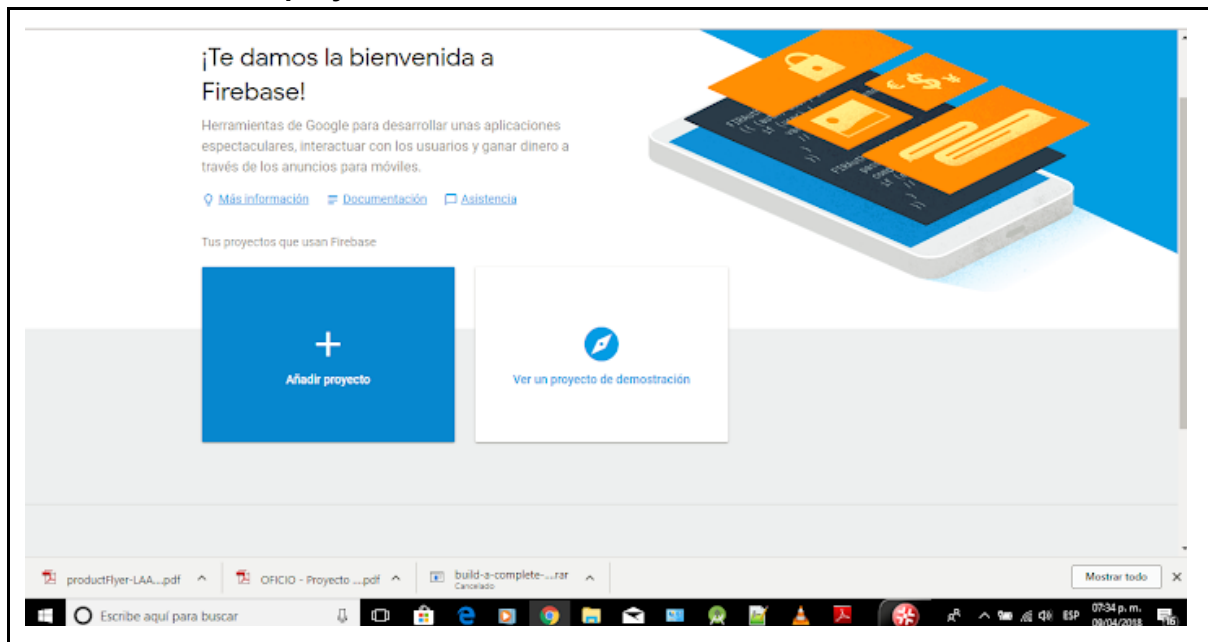 ¡Te damos la bienvenida a
Firebase!
Herramientas de Google para desarrollar unas aplicaciones
espectaculares, interactuar con los usuarios y ganar dinero a
través de los anuncios para móviles.
Más información Documentación Asistencia
Tus proyectos que usan Firebase
Añadir proyecto
Ver un proyecto de demostración
productFlyer-LAA....pdf
OFICIO - Proyecto ....pdf
build-a-complete-....rar
Cancelado
Mostrar todo
Escribe aquí para buscar
ESP
07:34 p. m.
09/04/2018
16